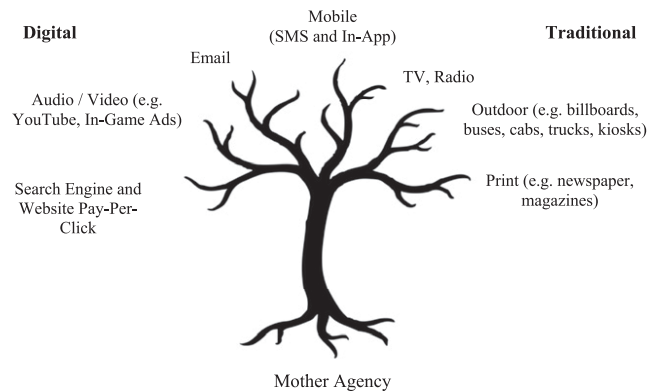 Mobile
(SMS and In-App)
Digital
Traditional
Email
TV, Radio
Audio / Video (e.g.
YouTube, In-Game Ads)
Outdoor (e.g. billboards,
buses, cabs, trucks, kiosks)
Search Engine and
Website Pay-Per-
Click
Print (e.g. newspaper,
magazines)
Mother Agency